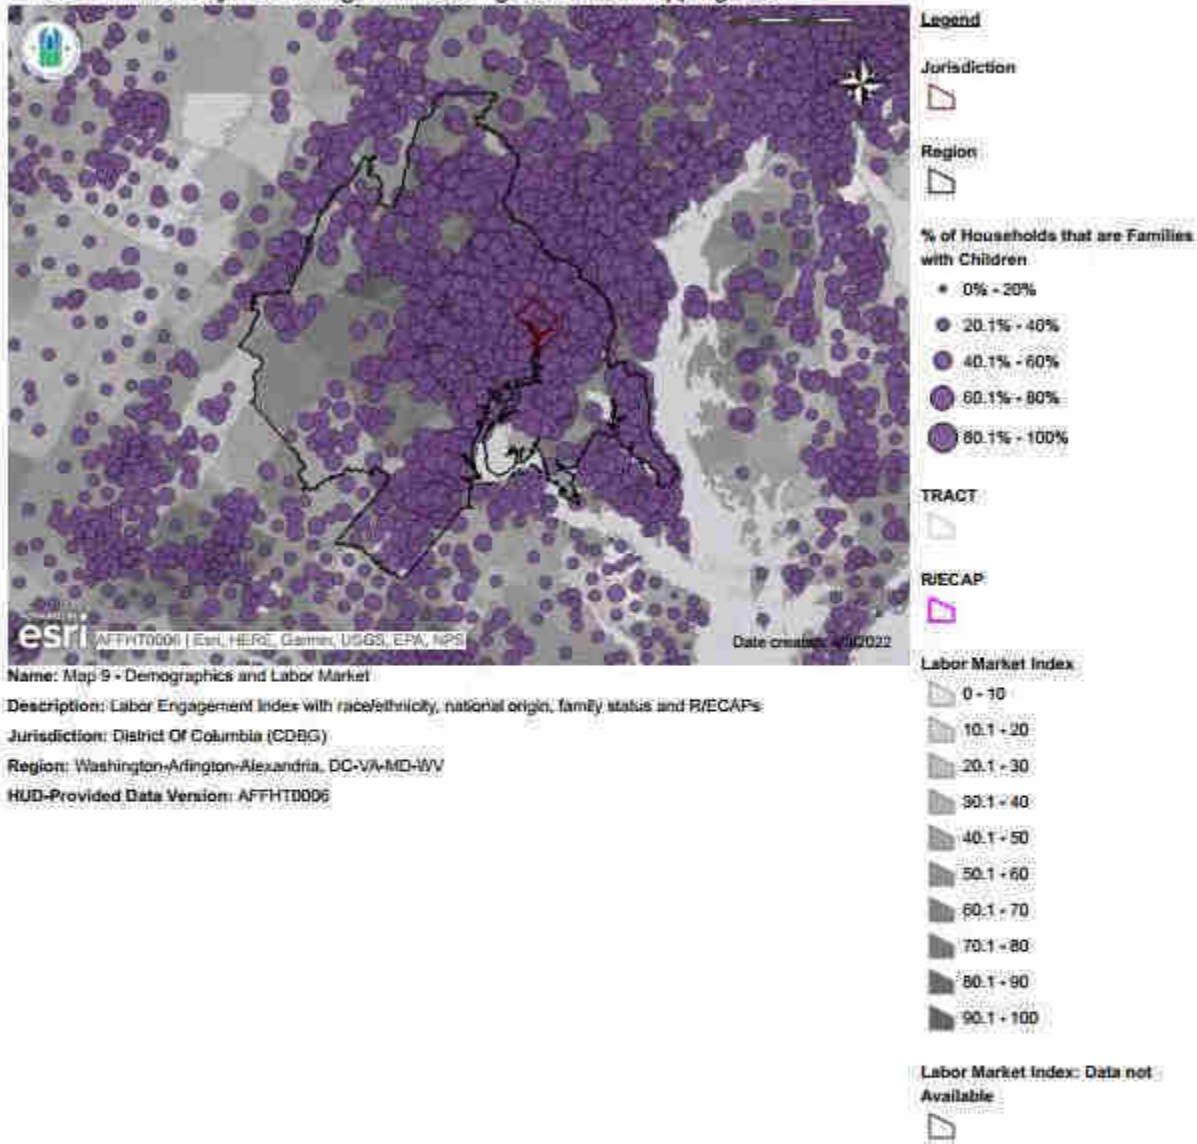 Legend
Jurisdiction
Region
% of Households that are Families
with Children
0% - 20%
20.1% - 40%
40.1% - 60%
60.1% - 80%
80.1% - 100%
TRACT
R/ECAP
Labor Market Index
0 - 10
10.1 - 20
20.1 - 30
30.1 - 40
40.1 - 50
50.1 - 60
60.1 - 70
70.1 - 80
80.1 - 90
90.1 - 100
Labor Market Index: Data not
Available
esri
AFFHT0006 | Esri, HERE, Garmin, USGS, EPA, NPS
Date created:
Name: Map 9 - Demographics and Labor Market
Description: Labor Engagement Index with race/ethnicity, national origin, family status and R/ECAPs
Jurisdiction: District Of Columbia (CDBG)
Region: Washington-Arlington-Alexandria, DC-VA-MD-WV
HUD-Provided Data Version: AFFHT0006